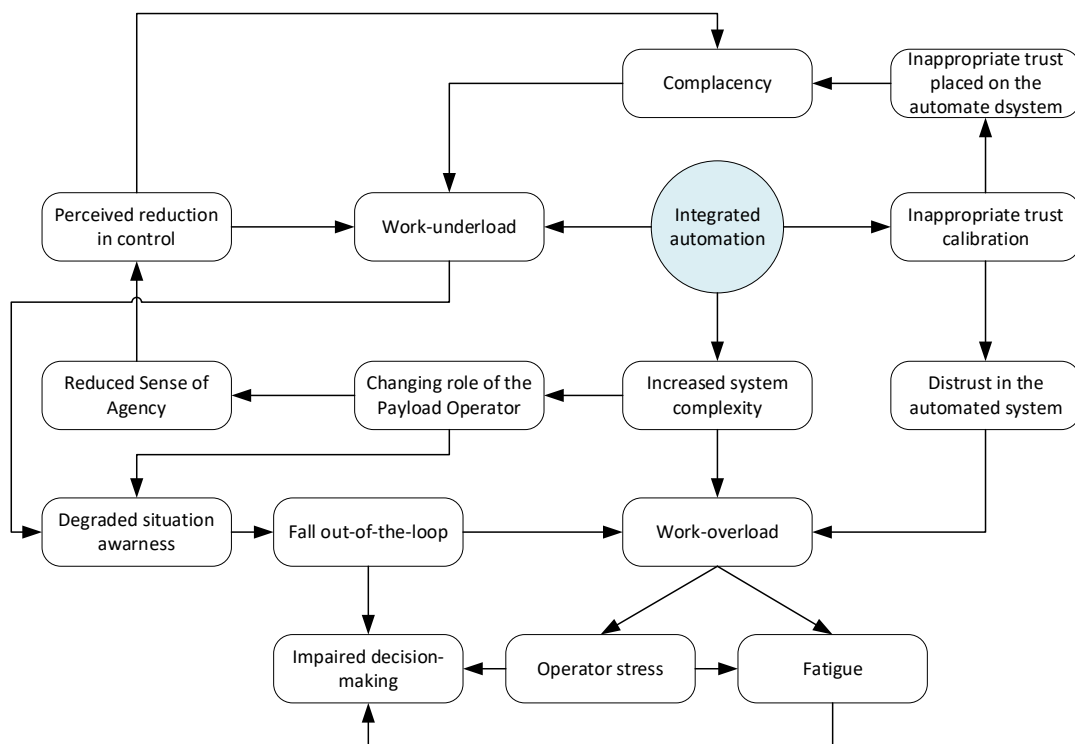 Complacency
Inappropriate trust
placed on the
automate dsystem
Perceived reduction
in control
Work-underload
Integrated
automation
Inappropriate trust
calibration
Reduced Sense of
Agency
Changing role of the
Payload Operator
Increased system
complexity
Distrust in the
automated system
Degraded situation
awarness
Fall out-of-the-loop
Work-overload
Impaired decision-
making
Operator stress
Fatigue